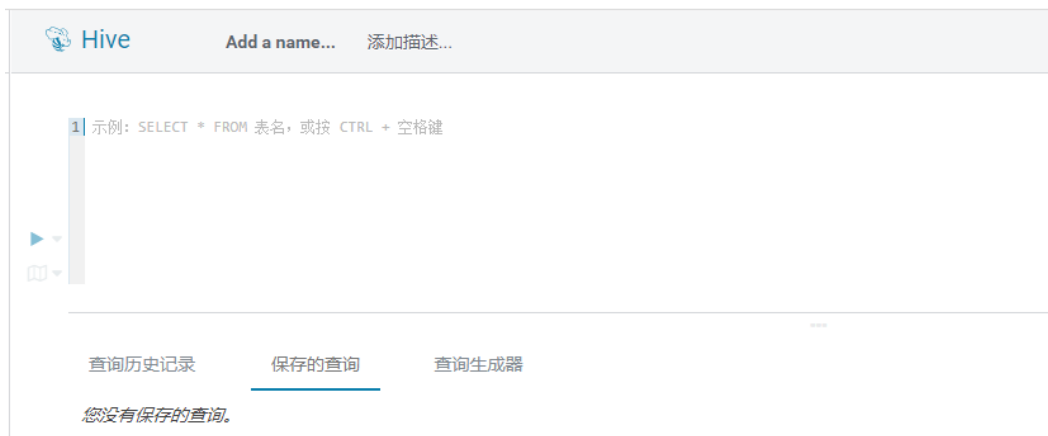 Hive Add a name... 添加描述...
1 示例: SELECT * FROM 表名，或按 CTRL + 空格键
查询历史记录 保存的查询 查询生成器
您没有保存的查询。